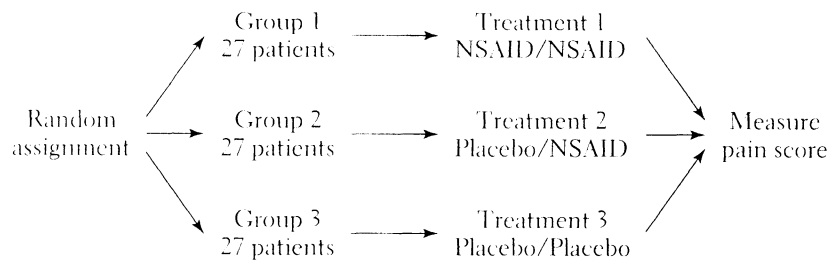 Group 1
27 patients
Treatment 1
NSAID/NSAID
Random
assignment
Group 2
27 patients
Treatment 2
Placebo/NSAID
Measure
pain score
Group 3
27 patients
Treatment 3
Placebo/Placebo